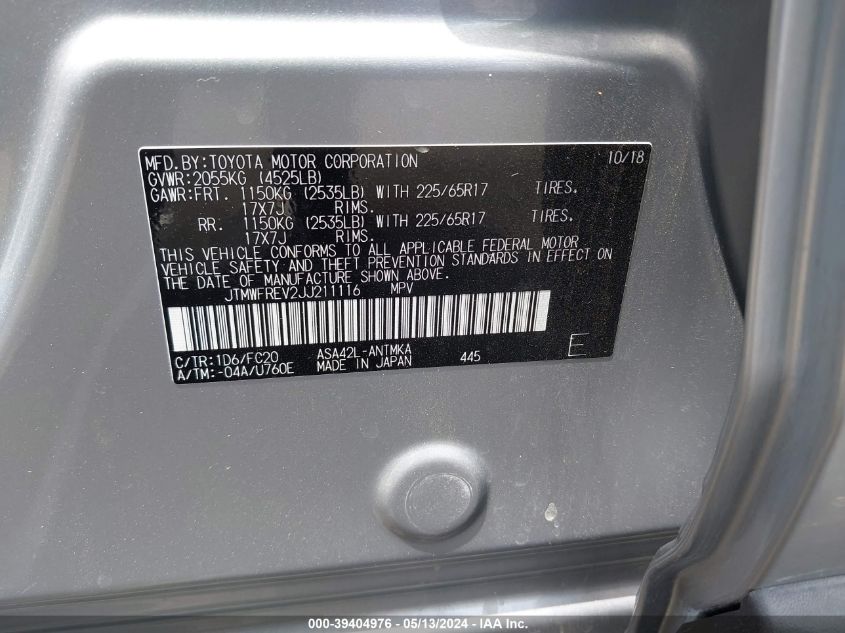 MFD.BY:TOYOTA MOTOR CORPORATION 10/18
GVWR:2055KG (4525LB)
GAWR:FRT. 1150KG (2535LB) WITH 225/65R17 TIRES.
17X7J RIMS.
RR. 1150KG (2535LB) WITH 225/65R17 TIRES.
17X7J RIMS.
THIS VEHICLE CONFORMS TO ALL APPLICABLE FEDERAL MOTOR
VEHICLE SAFETY AND THEFT PREVENTION STANDARDS IN EFFECT ON
THE DATE OF MANUFACTURE SHOWN ABOVE.
JTMWFREV2JJ211116 MPV
C/TR:1D6/FC20 ASA42L-ANTMKA 445 E
A/TM:-04A/U760E MADE IN JAPAN
000-39404976 - 05/13/2024 - IAA Inc.